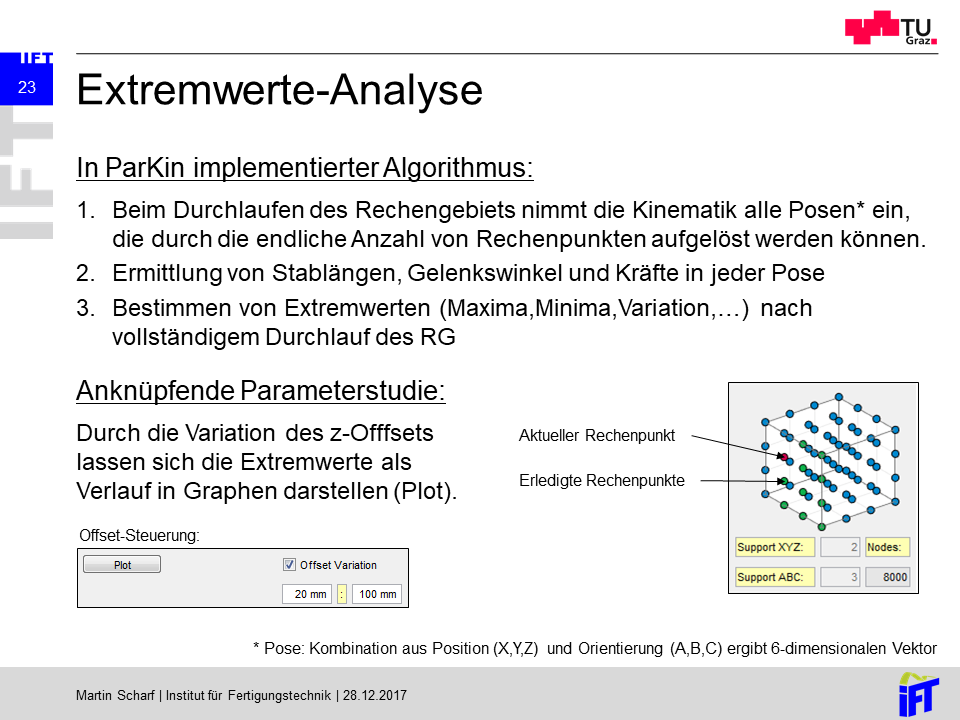 TU
Graz
IFT
23
IFT
Extremwerte-Analyse
In ParKin implementierter Algorithmus:
1. Beim Durchlaufen des Rechengebiets nimmt die Kinematik alle Posen* ein,
die durch die endliche Anzahl von Rechenpunkten aufgelöst werden können.
2. Ermittlung von Stablängen, Gelenkswinkel und Kräfte in jeder Pose
3. Bestimmen von Extremwerten (Maxima,Minima,Variation,…) nach
vollständigem Durchlauf des RG
Anknüpfende Parameterstudie:
Durch die Variation des z-Offfsets
lassen sich die Extremwerte als
Verlauf in Graphen darstellen (Plot).
Aktueller Rechenpunkt
Erledigte Rechenpunkte
Support XYZ: 2 Nodes:
Support ABC: 3 8000
Offset-Steuerung:
Plot Offset Variation
20 mm : 100 mm
* Pose: Kombination aus Position (X,Y,Z) und Orientierung (A,B,C) ergibt 6-dimensionalen Vektor
Martin Scharf | Institut für Fertigungstechnik | 28.12.2017
iFT